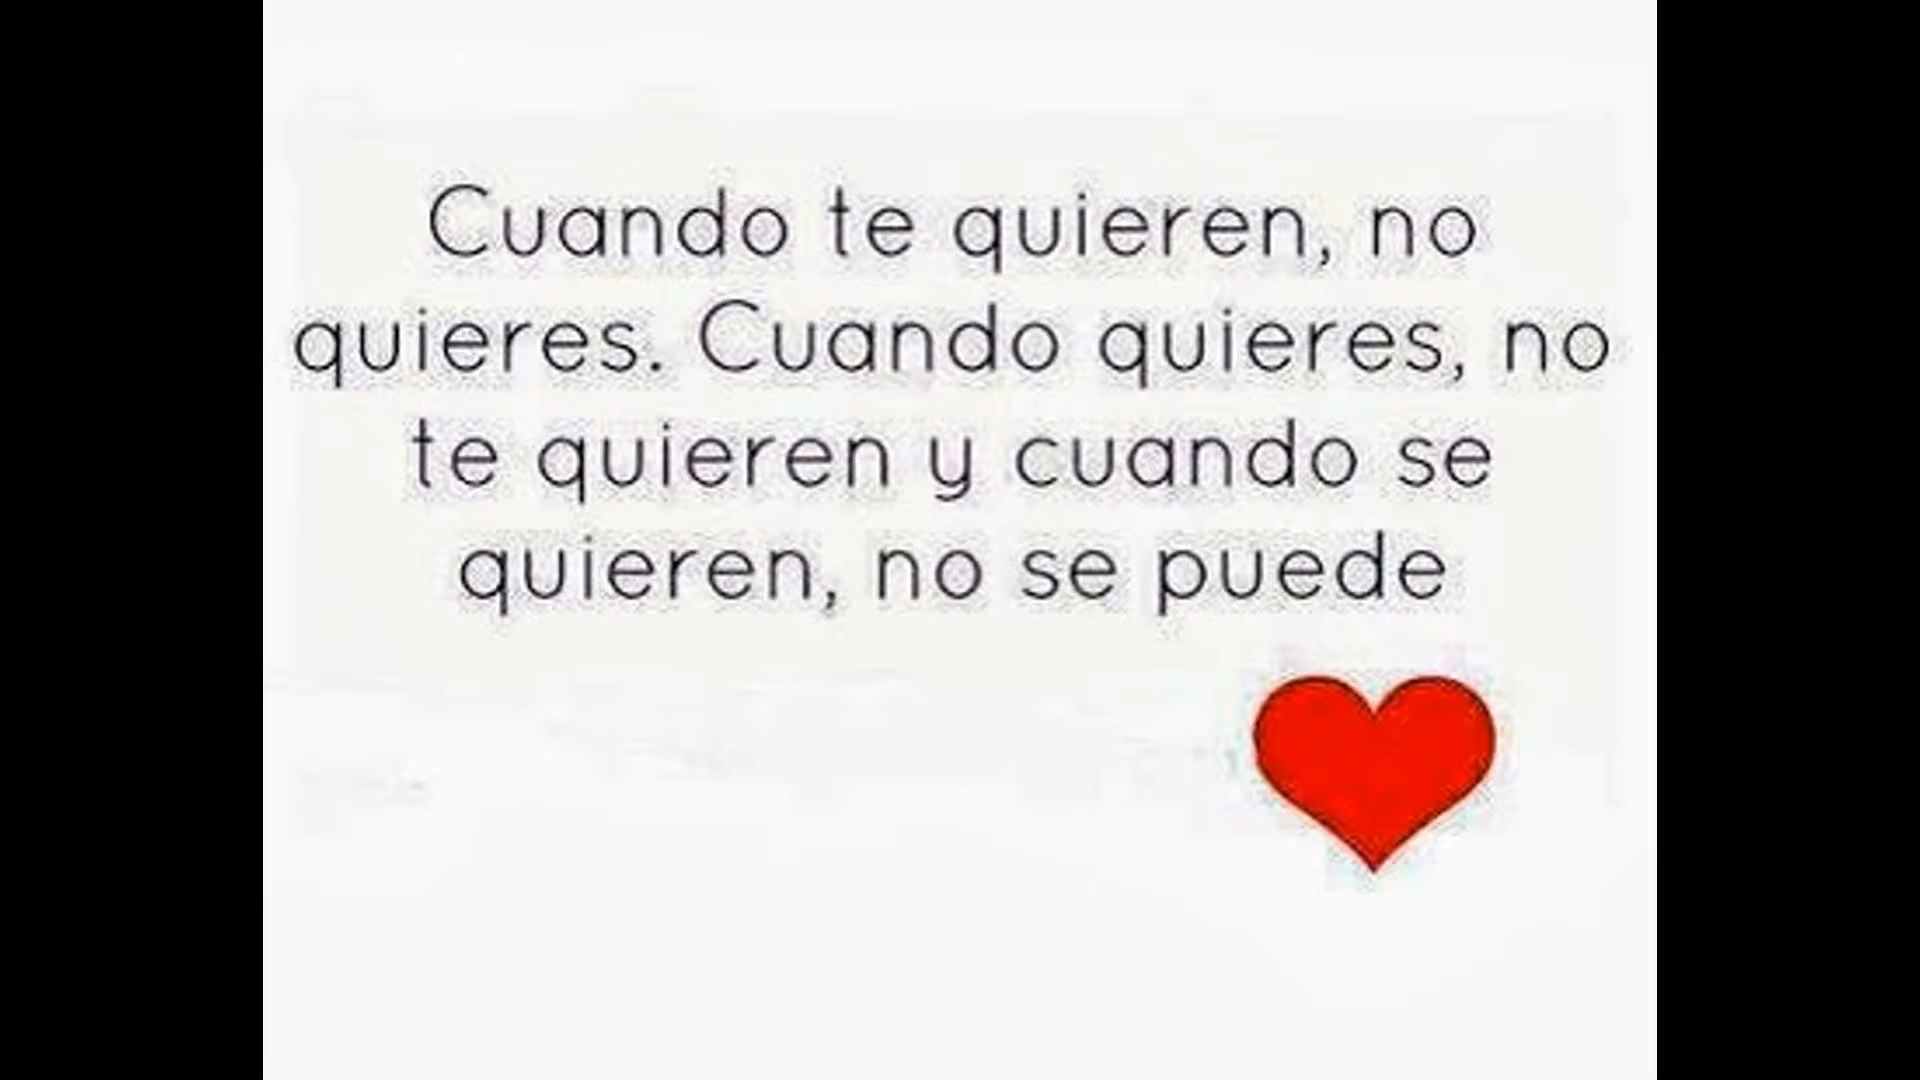 Cuando te quieren, no
quieres. Cuando quieres, no
te quieren y cuando se
quieren, no se puede